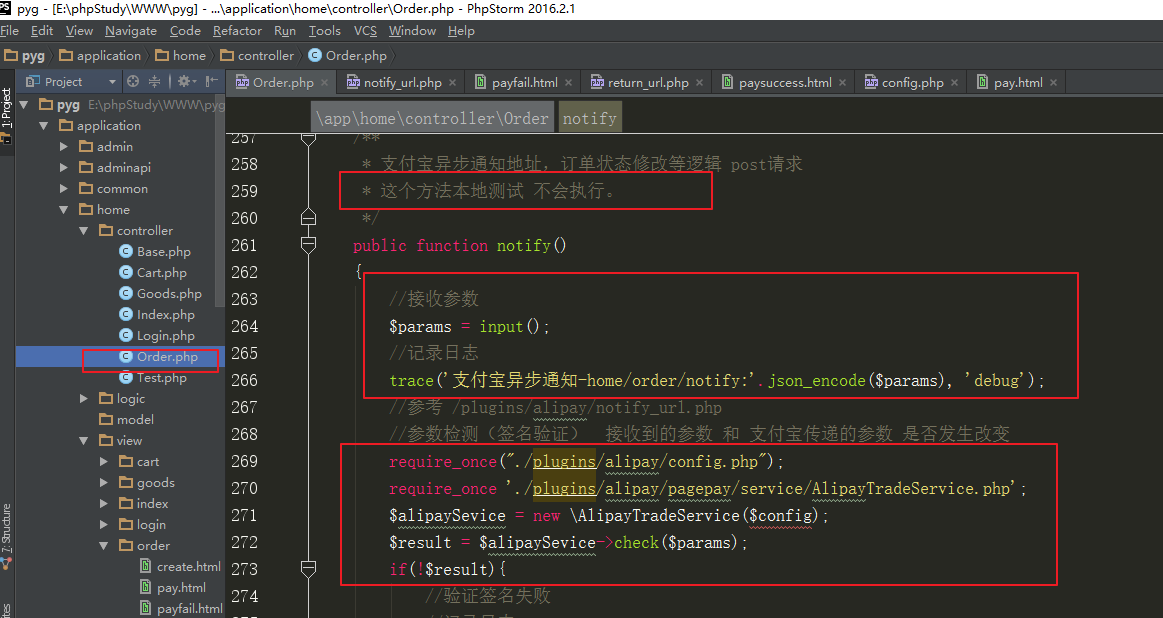 pyg - [E:\phpStudy\WWW\pyg] - ...\application\home\controller\Order.php - PhpStorm 2016.2.1
File Edit View Navigate Code Refactor Run Tools VCS Window Help
pyg application home controller Order.php
Project
Order.php notify_url.php payfail.html return_url.php paysuccess.html config.php pay.html
1: Project
7: Structure
pyg E:\phpStudy\WWW\pyg
application
admin
adminapi
common
home
controller
Base.php
Cart.php
Goods.php
Index.php
Login.php
Order.php
Test.php
logic
model
view
cart
goods
index
login
order
create.html
pay.html
payfail.html
\app\home\controller\Order notify
257 /**
258 * 支付宝异步通知地址，订单状态修改等逻辑 post请求
259 * 这个方法本地测试 不会执行。
260 */
261 public function notify()
262 {
263 //接收参数
264 $params = input();
265 //记录日志
266 trace('支付宝异步通知-home/order/notify:'.json_encode($params), 'debug');
267 //参考 /plugins/alipay/notify_url.php
268 //参数检测（签名验证） 接收到的参数 和 支付宝传递的参数 是否发生改变
269 require_once("./plugins/alipay/config.php");
270 require_once './plugins/alipay/pagepay/service/AlipayTradeService.php';
271 $alipaySevice = new \AlipayTradeService($config);
272 $result = $alipaySevice->check($params);
273 if(!$result){
274 //验证签名失败